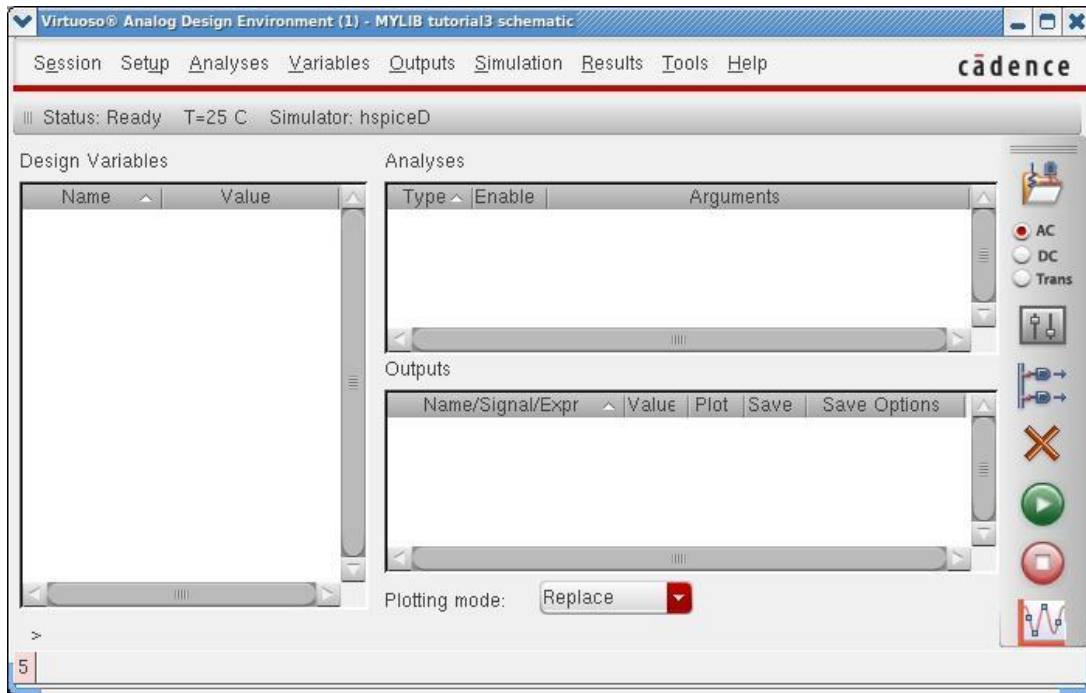 Virtuoso® Analog Design Environment (1) - MYLIB tutorial3 schematic
Session Setup Analyses Variables Outputs Simulation Results Tools Help
cādence
Status: Ready T=25 C Simulator: hspiceD
Design Variables
Name Value
Analyses
Type Enable Arguments
AC
DC
Trans
Outputs
Name/Signal/Expr Value Plot Save Save Options
Plotting mode: Replace
>
5